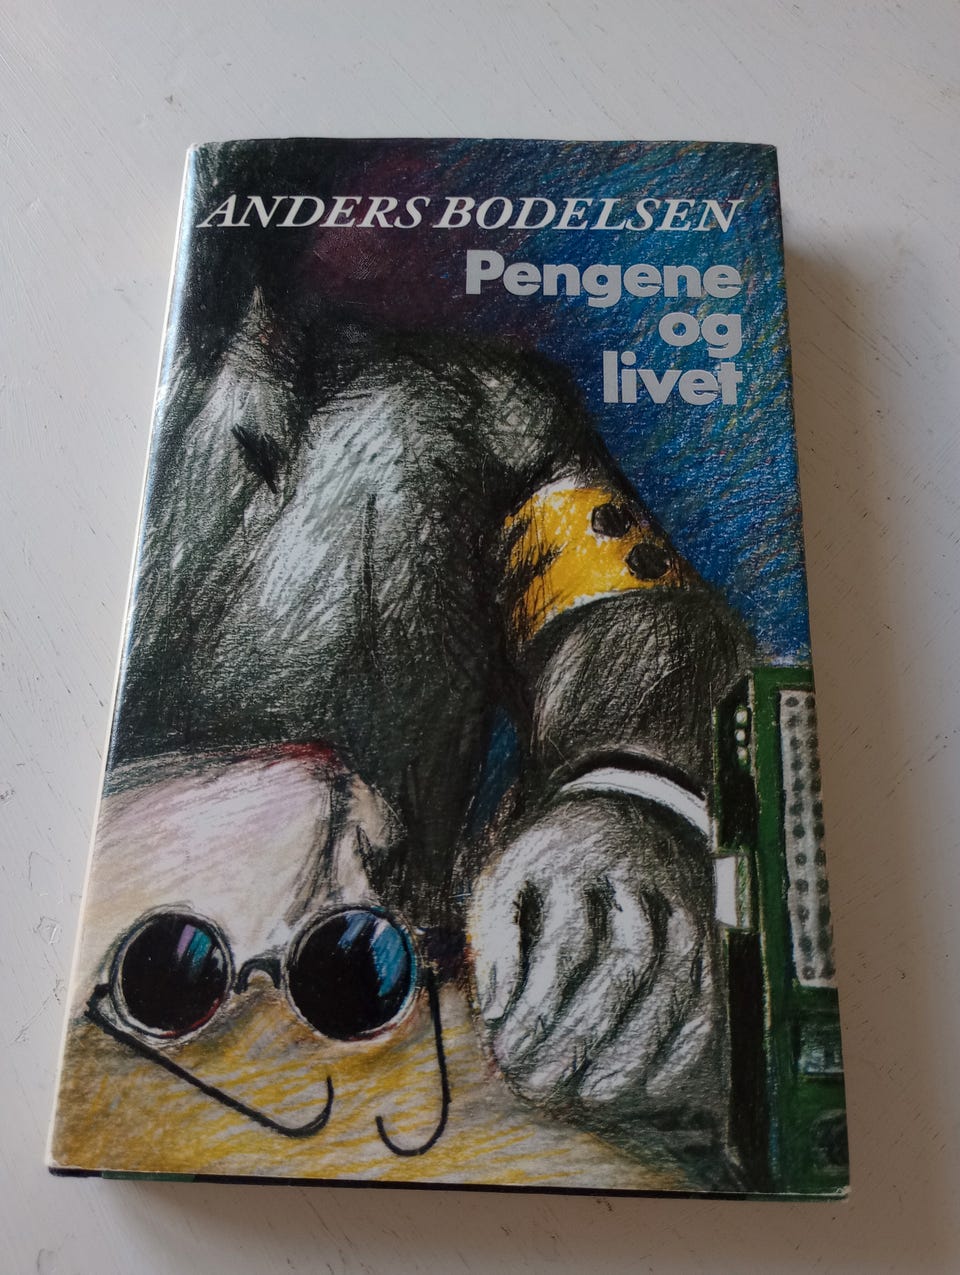 ANDERS BODELSEN
Pengene
og
livet